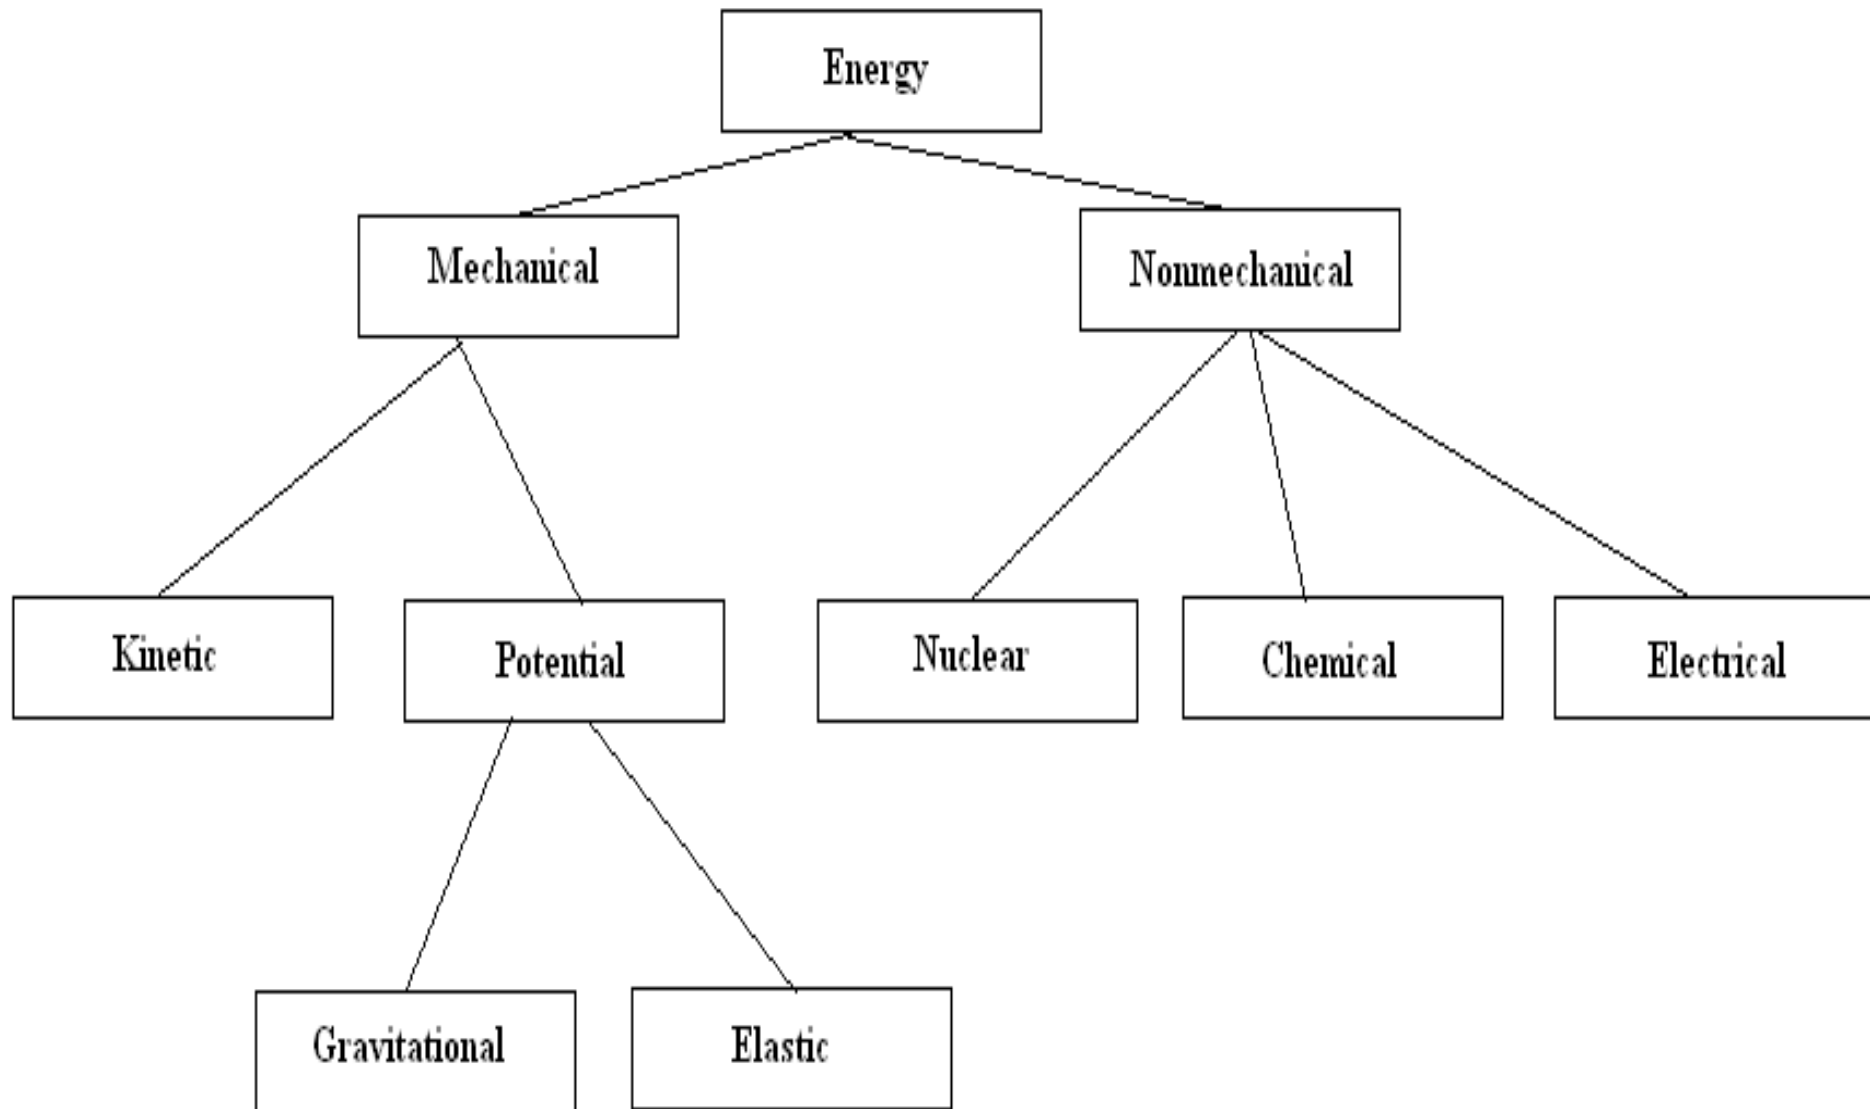 Energy
Mechanical
Nonmechanical
Kinetic
Potential
Nuclear
Chemical
Electrical
Gravitational
Elastic